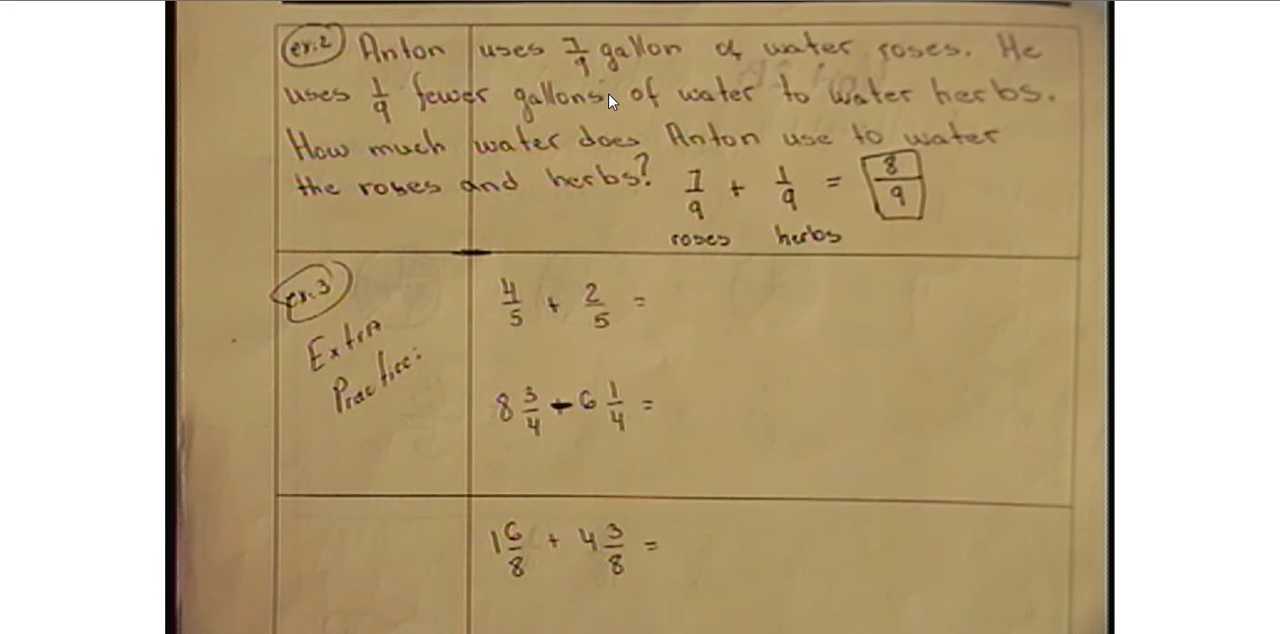 ex.2 Anton uses 7/9 gallon of water roses. He
uses 1/9 fewer gallons of water to water herbs.
How much water does Anton use to water
the roses and herbs? 7/9 + 1/9 = 8/9
roses herbs
ex.3 4/5 + 2/5 =
Extra
Practice:
8 3/4 - 6 1/4 =
1 6/8 + 4 3/8 =